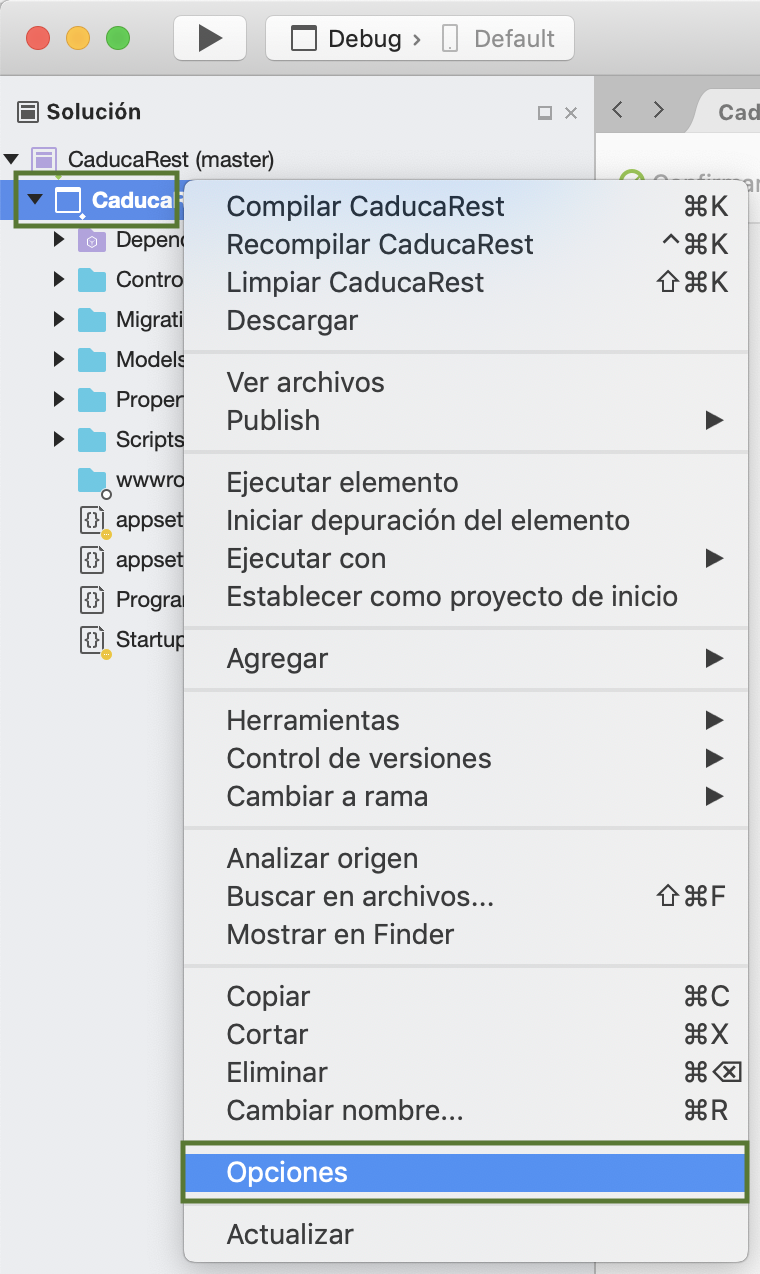 Debug › Default
Solución
Cad
CaducaRest (master)
Confirmar
Caduca
Compilar CaducaRest ⌘K
Depend
Recompilar CaducaRest ^⌘K
Contro
Limpiar CaducaRest ⇧⌘K
Migrati
Descargar
Models
Ver archivos
Proper
Publish
Scripts
wwwro
Ejecutar elemento
appset
Iniciar depuración del elemento
appset
Ejecutar con
Program
Establecer como proyecto de inicio
Startup
Agregar
Herramientas
Control de versiones
Cambiar a rama
Analizar origen
Buscar en archivos... ⇧⌘F
Mostrar en Finder
Copiar ⌘C
Cortar ⌘X
Eliminar ⌘⌫
Cambiar nombre... ⌘R
Opciones
Actualizar